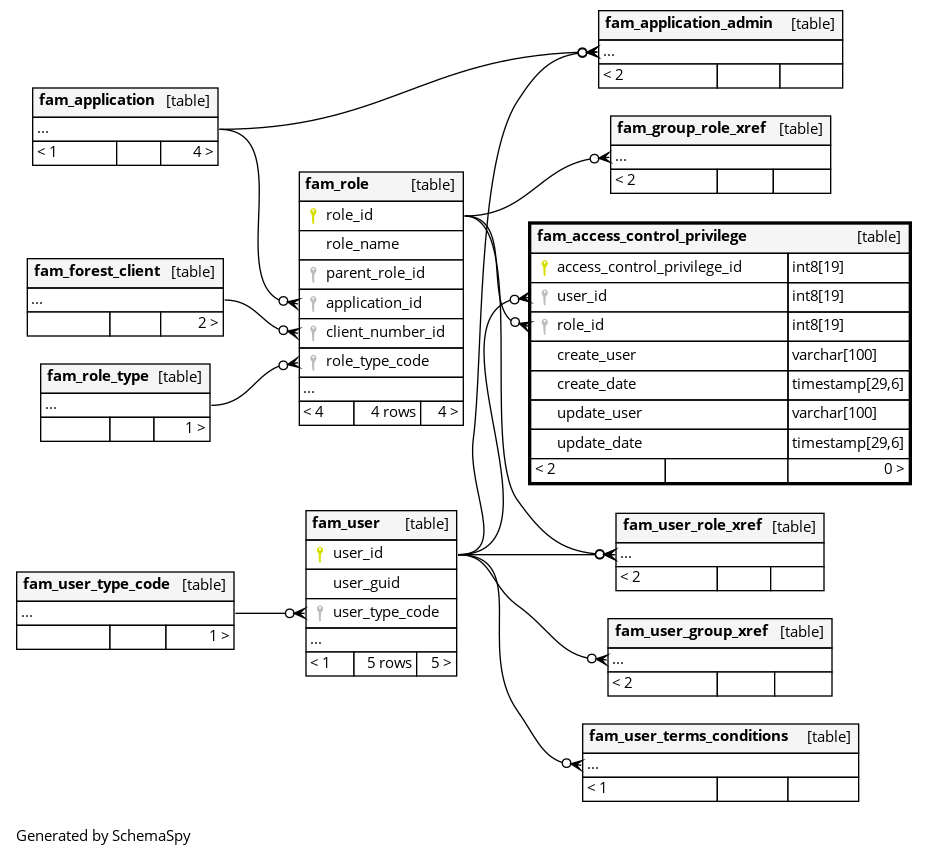 fam_application_admin [table]
...
< 2
fam_application [table]
...
< 1 4 >
fam_group_role_xref [table]
...
< 2
fam_role [table]
role_id
role_name
parent_role_id
application_id
client_number_id
role_type_code
...
< 4 4 rows 4 >
fam_access_control_privilege [table]
access_control_privilege_id int8[19]
user_id int8[19]
role_id int8[19]
create_user varchar[100]
create_date timestamp[29,6]
update_user varchar[100]
update_date timestamp[29,6]
< 2 0 >
fam_forest_client [table]
...
2 >
fam_role_type [table]
...
1 >
fam_user [table]
user_id
user_guid
user_type_code
...
< 1 5 rows 5 >
fam_user_role_xref [table]
...
< 2
fam_user_type_code [table]
...
1 >
fam_user_group_xref [table]
...
< 2
fam_user_terms_conditions [table]
...
< 1
Generated by SchemaSpy